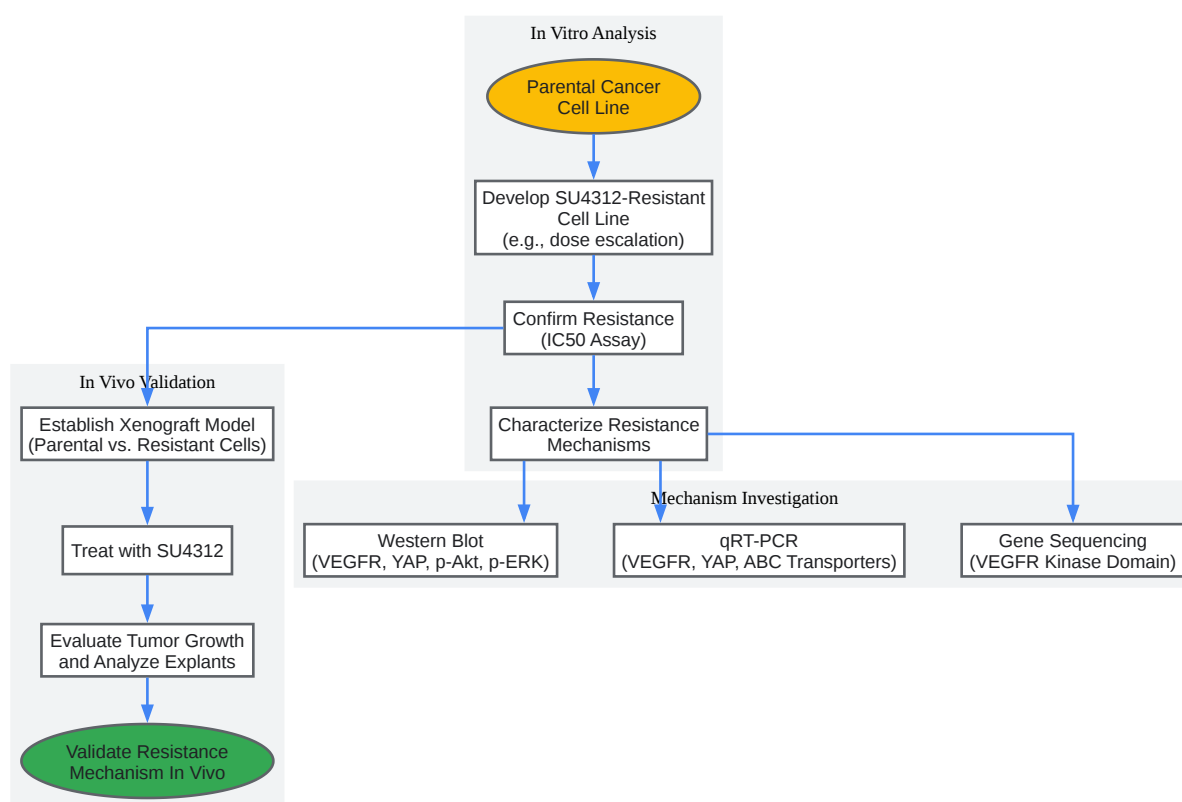 In Vitro Analysis
Parental Cancer
Cell Line
Develop SU4312-Resistant
Cell Line
(e.g., dose escalation)
Confirm Resistance
(IC50 Assay)
Characterize Resistance
Mechanisms
In Vivo Validation
Establish Xenograft Model
(Parental vs. Resistant Cells)
Treat with SU4312
Evaluate Tumor Growth
and Analyze Explants
Validate Resistance
Mechanism In Vivo
Mechanism Investigation
Western Blot
(VEGFR, YAP, p-Akt, p-ERK)
qRT-PCR
(VEGFR, YAP, ABC Transporters)
Gene Sequencing
(VEGFR Kinase Domain)